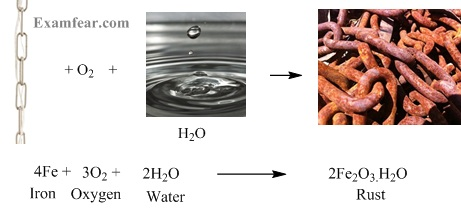 Examfear.com
+ O2 +
H2O
4Fe + 3O2 + 2H2O 2Fe2O3.H2O
Iron Oxygen Water Rust